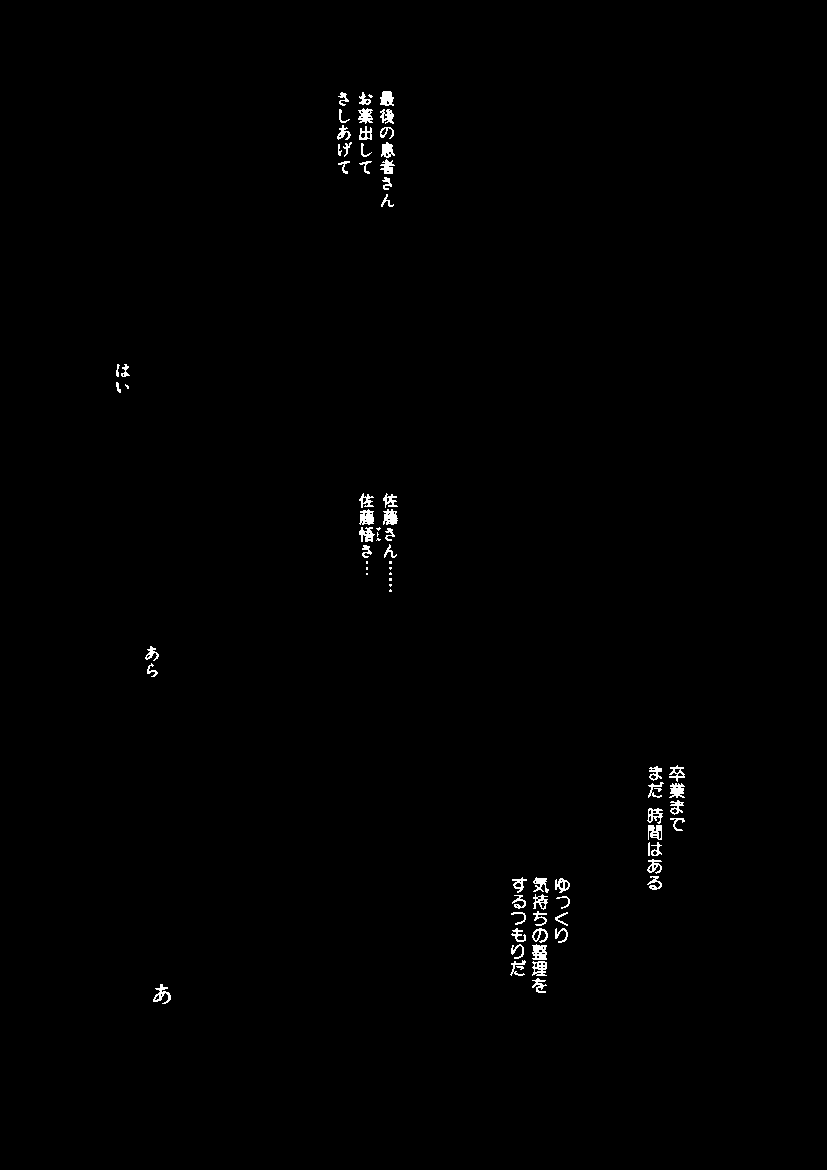 最後の患者さん
お薬出して
さしあげて
はい
佐藤さん……
佐藤悟さ…
あら
卒業まで
まだ 時間はある
ゆっくり
気持ちの整理を
するつもりだ
あ